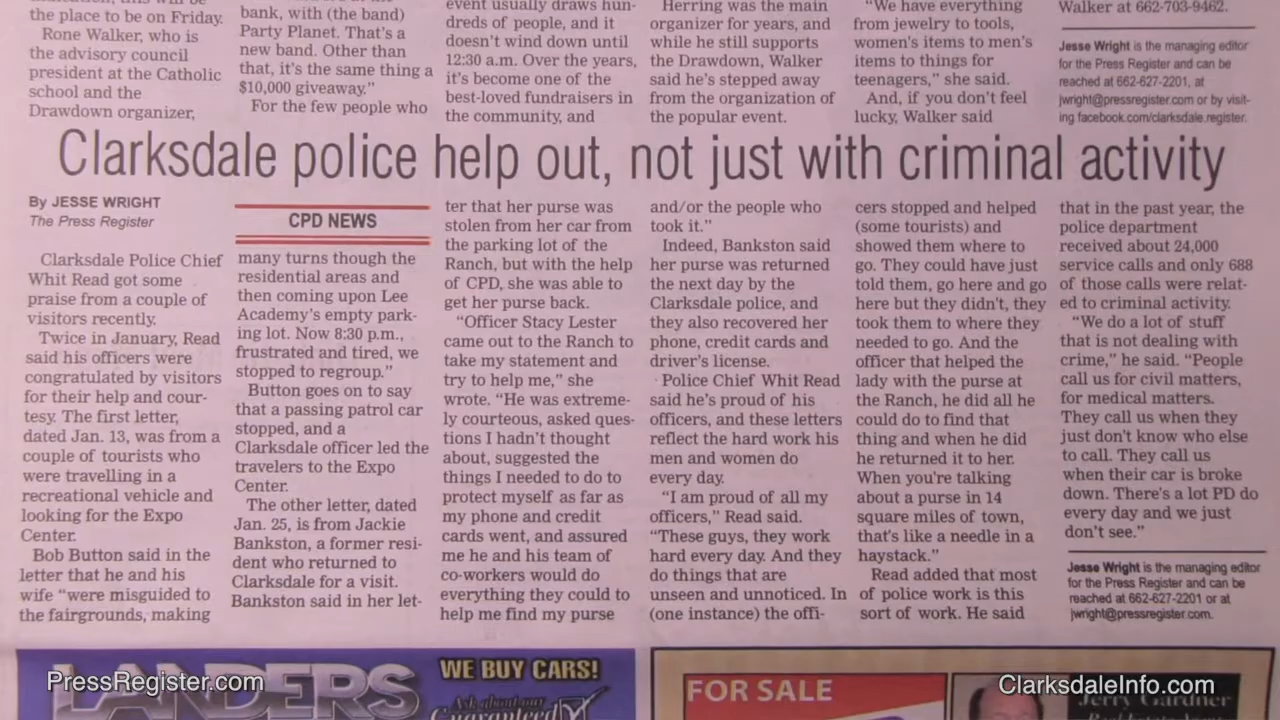 the place to be on Friday.
Rone Walker, who is
the advisory council
president at the Catholic
school and the
Drawdown organizer,
bank, with (the band)
Party Planet. That's a
new band. Other than
that, it's the same thing a
$10,000 giveaway."
For the few people who
event usually draws hun-
dreds of people, and it
doesn't wind down until
12:30 a.m. Over the years,
it's become one of the
best-loved fundraisers in
the community, and
Herring was the main
organizer for years, and
while he still supports
the Drawdown, Walker
said he's stepped away
from the organization of
the popular event.
"We have everything
from jewelry to tools,
women's items to men's
items to things for
teenagers," she said.
And, if you don't feel
lucky, Walker said
Walker at 662-703-9462.
Jesse Wright is the managing editor
for the Press Register and can be
reached at 662-627-2201, at
jwright@pressregister.com or by visit-
ing facebook.com/clarksdale.register.
Clarksdale police help out, not just with criminal activity
By JESSE WRIGHT
The Press Register
Clarksdale Police Chief
Whit Read got some
praise from a couple of
visitors recently.
Twice in January, Read
said his officers were
congratulated by visitors
for their help and cour-
tesy. The first letter,
dated Jan. 13, was from a
couple of tourists who
were travelling in a
recreational vehicle and
looking for the Expo
Center.
Bob Button said in the
letter that he and his
wife "were misguided to
the fairgrounds, making
CPD NEWS
many turns though the
residential areas and
then coming upon Lee
Academy's empty park-
ing lot. Now 8:30 p.m.,
frustrated and tired, we
stopped to regroup."
Button goes on to say
that a passing patrol car
stopped, and a
Clarksdale officer led the
travelers to the Expo
Center.
The other letter, dated
Jan. 25, is from Jackie
Bankston, a former resi-
dent who returned to
Clarksdale for a visit.
Bankston said in her let-
ter that her purse was
stolen from her car from
the parking lot of the
Ranch, but with the help
of CPD, she was able to
get her purse back.
"Officer Stacy Lester
came out to the Ranch to
take my statement and
try to help me," she
wrote. "He was extreme-
ly courteous, asked ques-
tions I hadn't thought
about, suggested the
things I needed to do to
protect myself as far as
my phone and credit
cards went, and assured
me he and his team of
co-workers would do
everything they could to
help me find my purse
and/or the people who
took it."
Indeed, Bankston said
her purse was returned
the next day by the
Clarksdale police, and
they also recovered her
phone, credit cards and
driver's license.
Police Chief Whit Read
said he's proud of his
officers, and these letters
reflect the hard work his
men and women do
every day.
"I am proud of all my
officers," Read said.
"These guys, they work
hard every day. And they
do things that are
unseen and unnoticed. In
(one instance) the offi-
cers stopped and helped
(some tourists) and
showed them where to
go. They could have just
told them, go here and go
here but they didn't, they
took them to where they
needed to go. And the
officer that helped the
lady with the purse at
the Ranch, he did all he
could do to find that
thing and when he did
he returned it to her.
When you're talking
about a purse in 14
square miles of town,
that's like a needle in a
haystack."
Read added that most
of police work is this
sort of work. He said
that in the past year, the
police department
received about 24,000
service calls and only 688
of those calls were relat-
ed to criminal activity.
"We do a lot of stuff
that is not dealing with
crime," he said. "People
call us for civil matters,
for medical matters.
They call us when they
just don't know who else
to call. They call us
when their car is broke
down. There's a lot PD do
every day and we just
don't see."
Jesse Wright is the managing editor
for the Press Register and can be
reached at 662-627-2201 or at
jwright@pressregister.com.
LANDERS
WE BUY CARS!
Ask about our
Guaranteed
FOR SALE
Jerry Gardner
PressRegister.com
ClarksdaleInfo.com